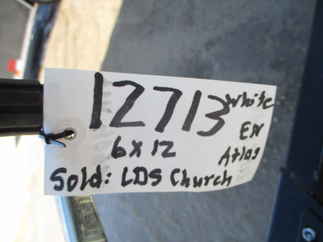 12713 White
EW
6x12 Atlas
Sold: LDS Church